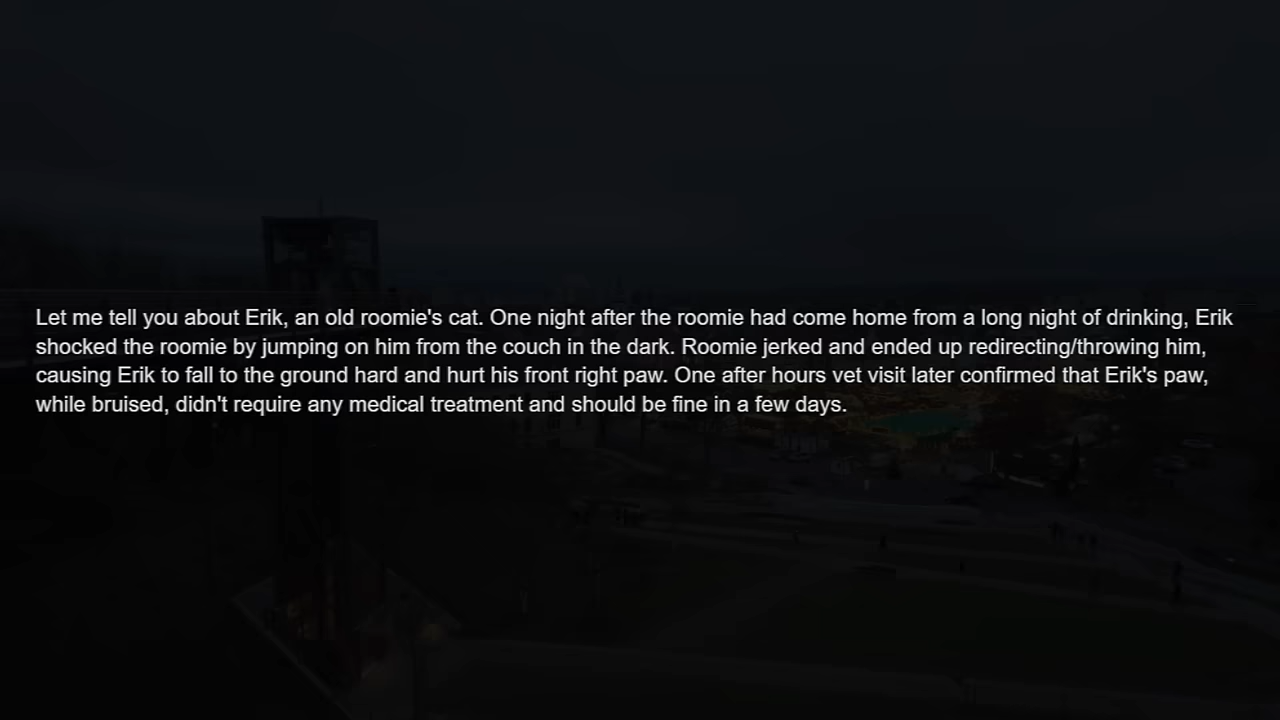 Let me tell you about Erik, an old roomie's cat. One night after the roomie had come home from a long night of drinking, Erik
shocked the roomie by jumping on him from the couch in the dark. Roomie jerked and ended up redirecting/throwing him,
causing Erik to fall to the ground hard and hurt his front right paw. One after hours vet visit later confirmed that Erik's paw,
while bruised, didn't require any medical treatment and should be fine in a few days.